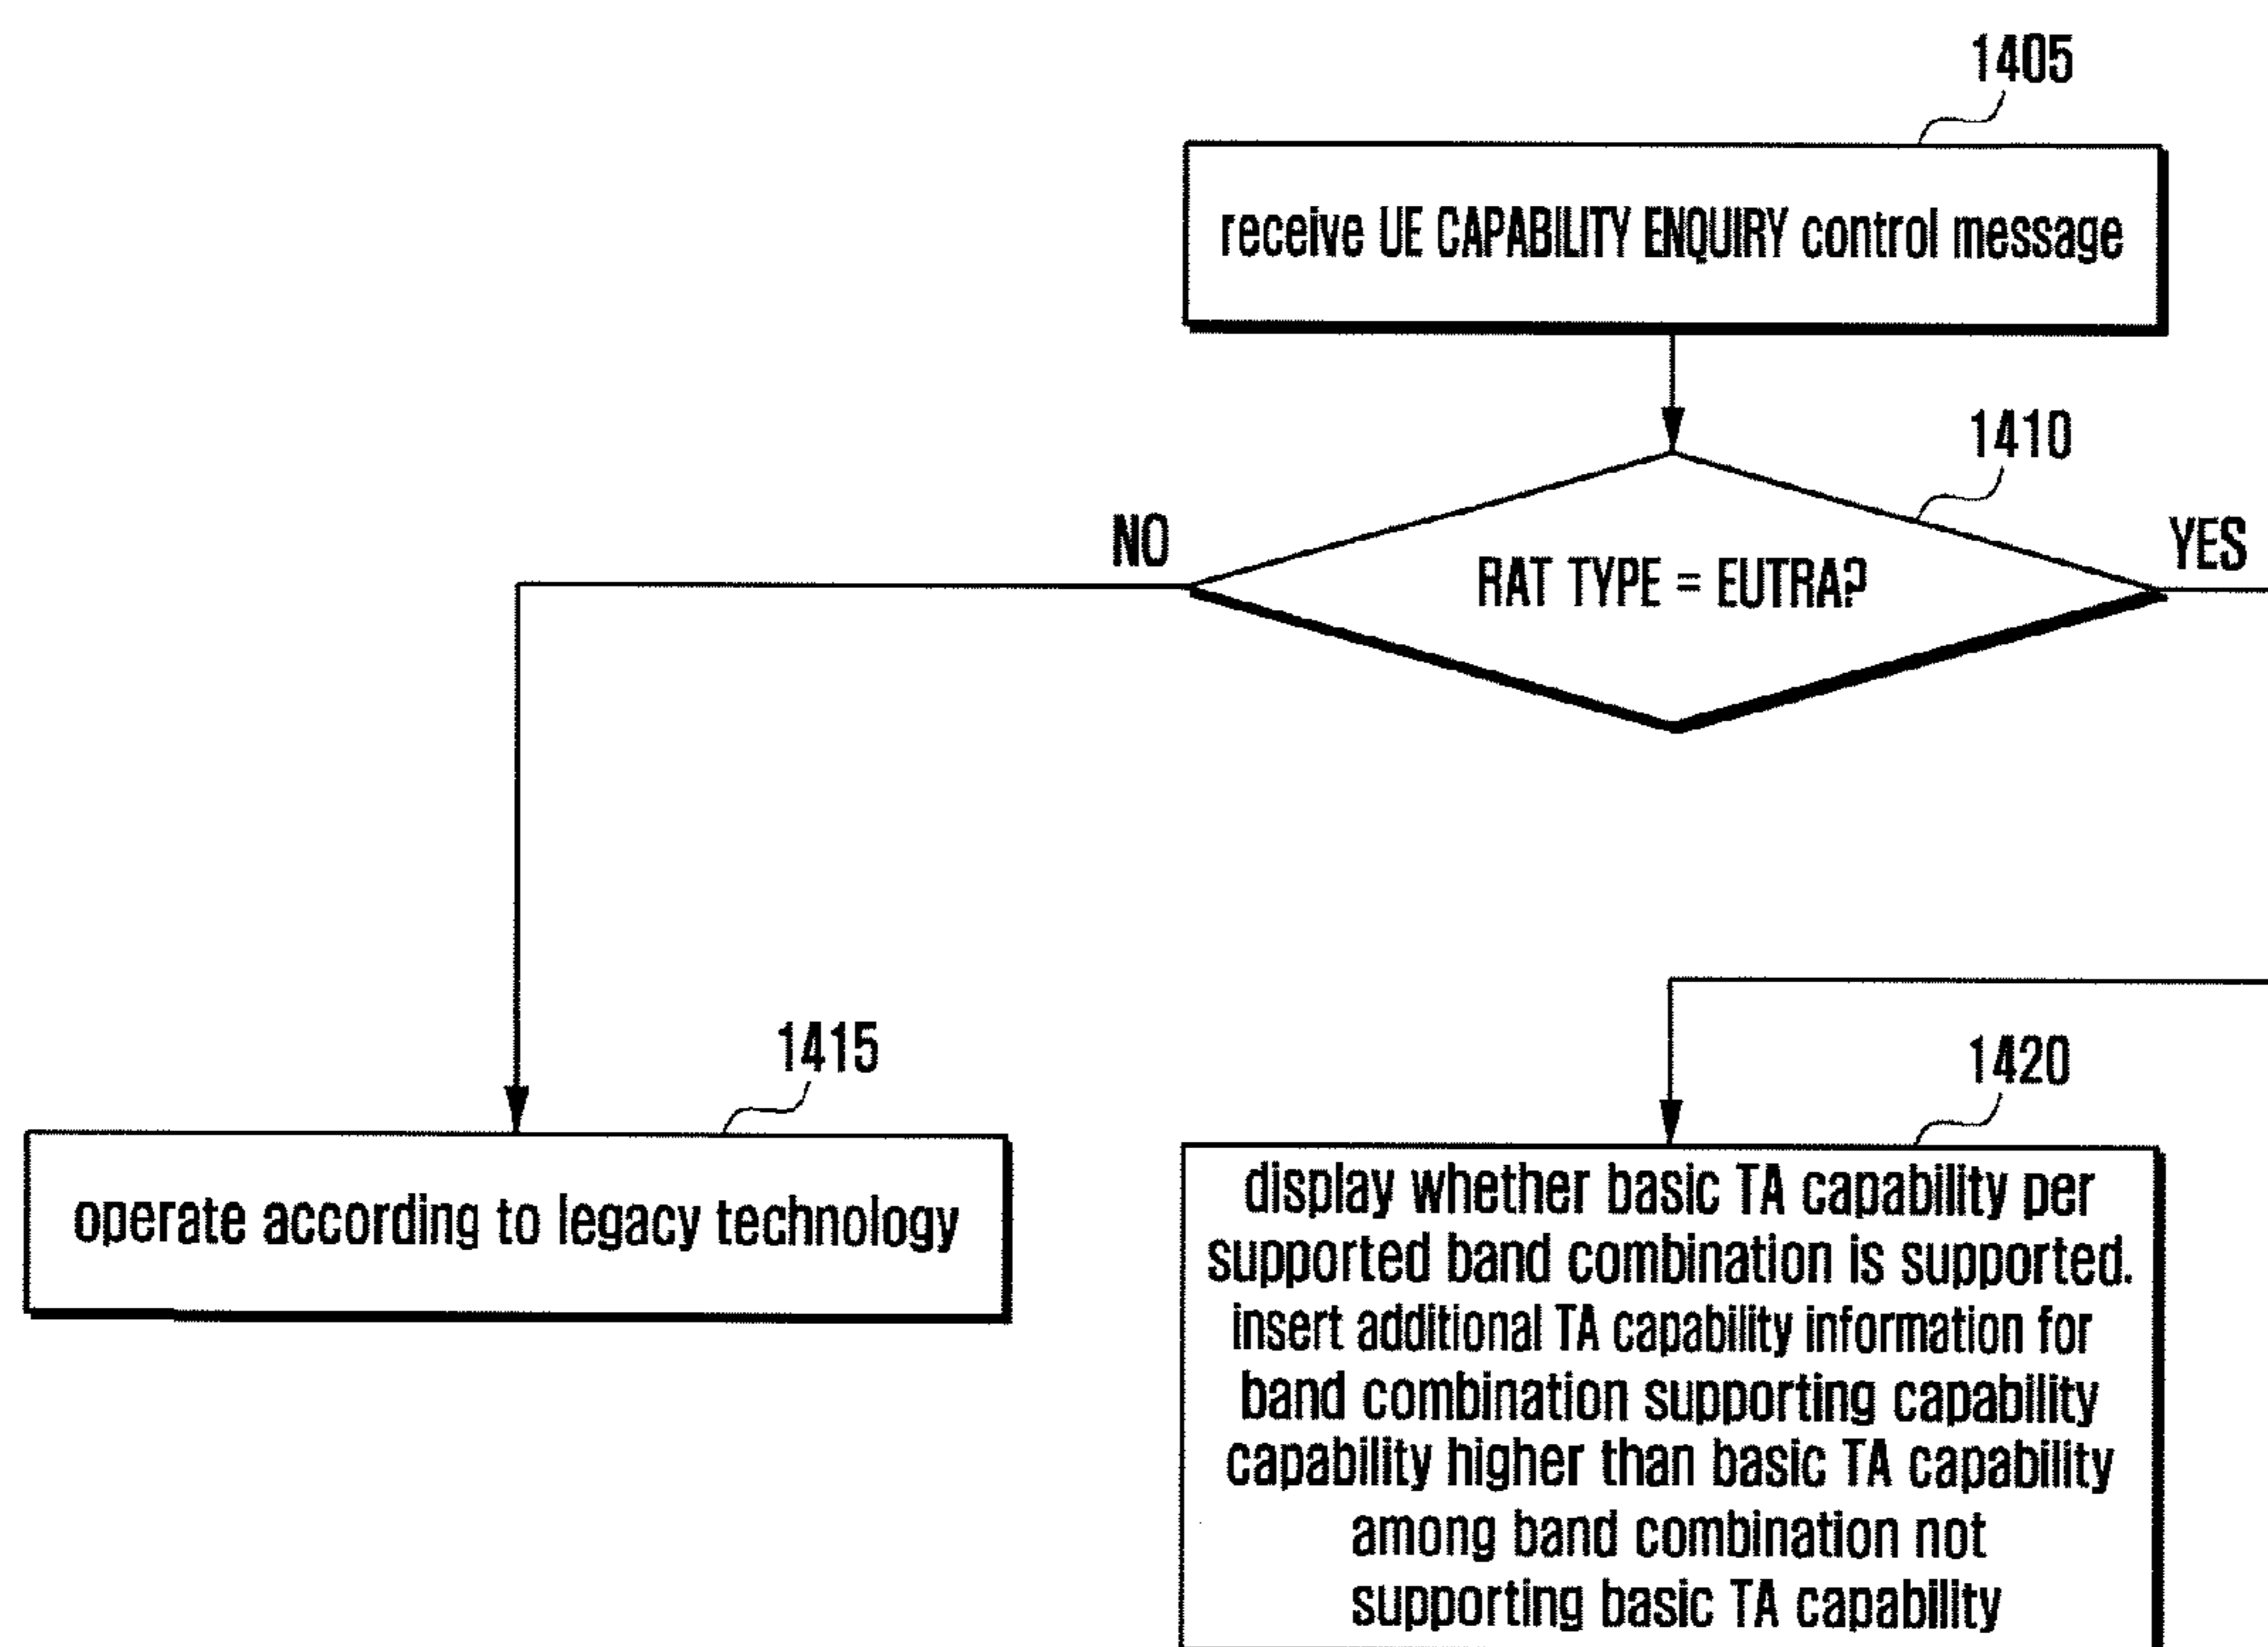 1405
receive UE CAPABILITY ENQUIRY control message
1410
NO
YES
RAT TYPE = EUTRA?
1415
operate according to legacy technology
1420
display whether basic TA capability per
supported band combination is supported.
insert additional TA capability information for
band combination supporting capability
capability higher than basic TA capability
among band combination not
supporting basic TA capability